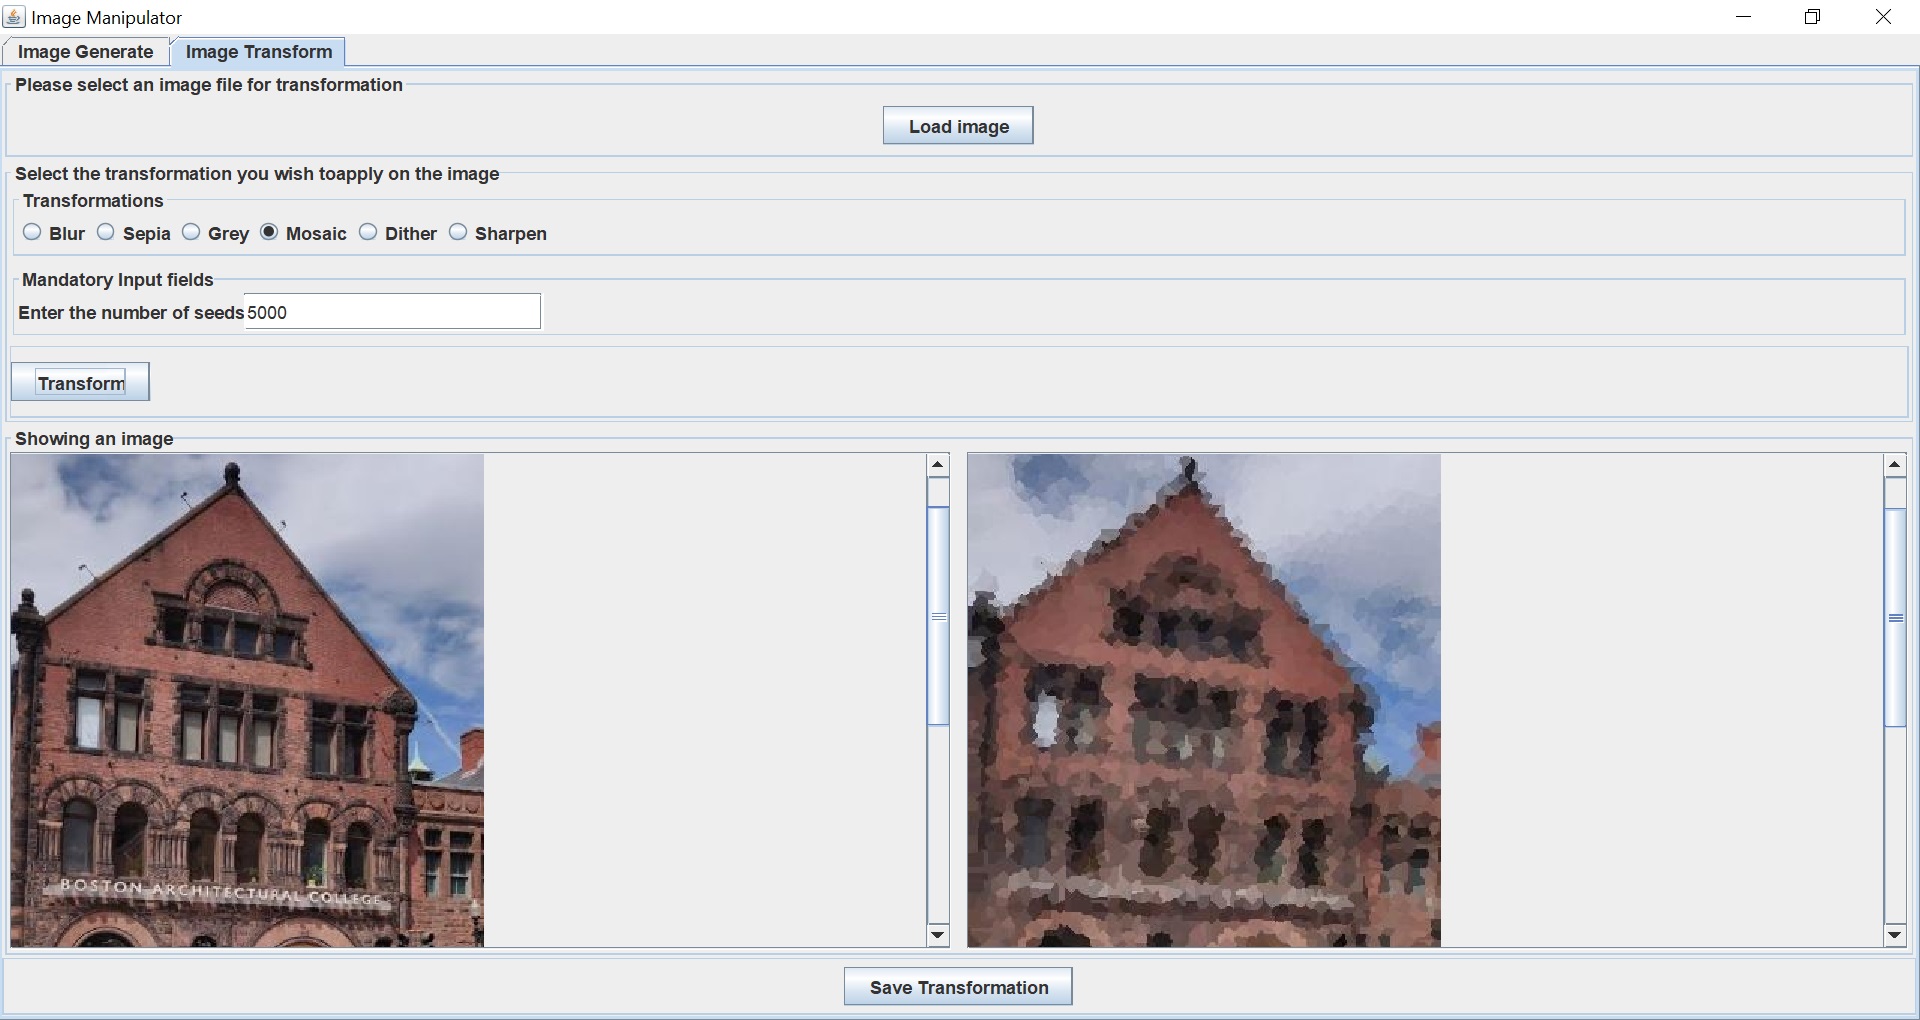 Image Manipulator
Image Generate Image Transform
Please select an image file for transformation
Load image
Select the transformation you wish toapply on the image
Transformations
Blur Sepia Grey Mosaic Dither Sharpen
Mandatory Input fields
Enter the number of seeds 5000
Transform
Showing an image
BOSTON ARCHITECTURAL COLLEGE
Save Transformation